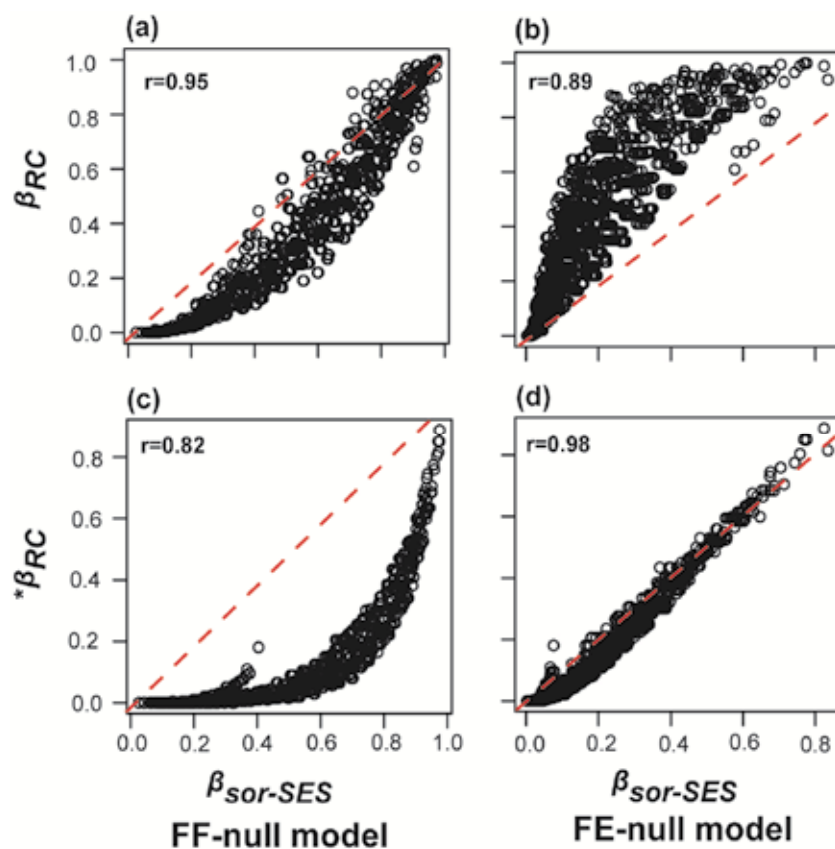 (a) (b)
r=0.95 r=0.89
1.0
0.8
0.6
0.4
0.2
0.0
βRC
(c) (d)
r=0.82 r=0.98
0.8
0.6
0.4
0.2
0.0
*βRC
0.0 0.2 0.4 0.6 0.8 1.0 0.0 0.2 0.4 0.6 0.8
βsor-SES βsor-SES
FF-null model FE-null model